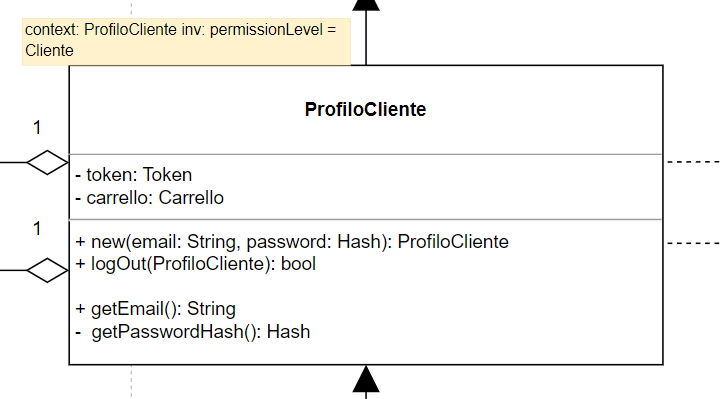 context: ProfiloCliente inv: permissionLevel =
Cliente
ProfiloCliente
1
- token: Token
- carrello: Carrello
1
+ new(email: String, password: Hash): ProfiloCliente
+ logOut(ProfiloCliente): bool
+ getEmail(): String
- getPasswordHash(): Hash